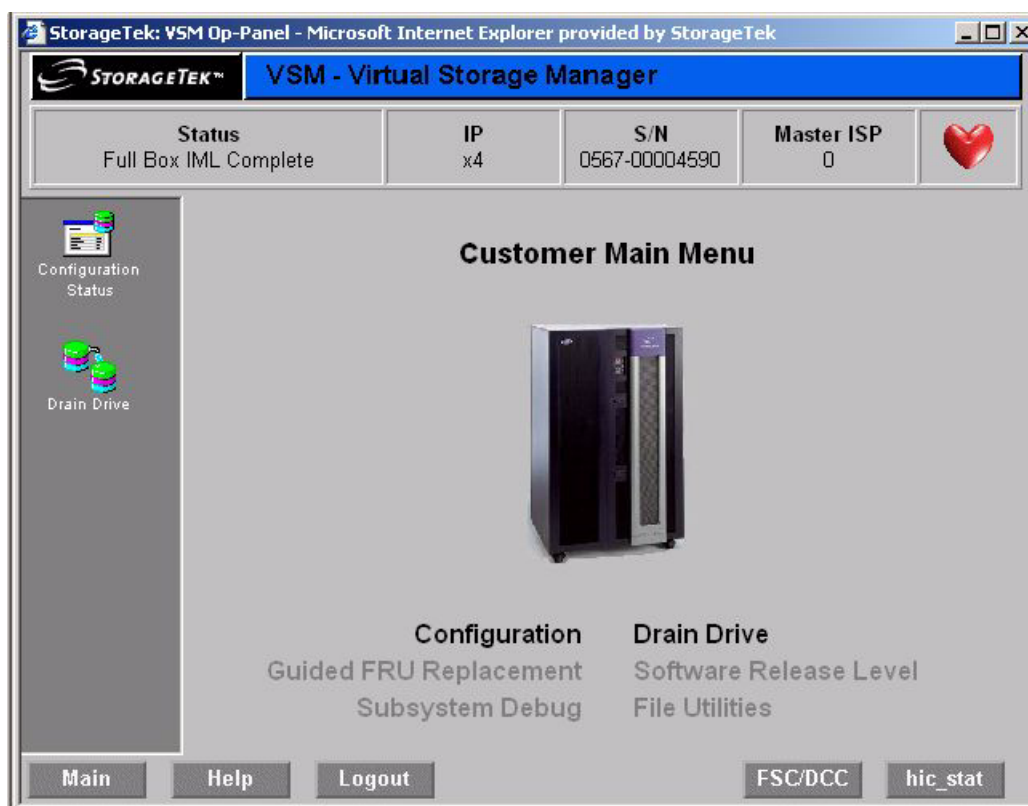 StorageTek: VSM Op-Panel - Microsoft Internet Explorer provided by StorageTek
STORAGETEK™
VSM - Virtual Storage Manager
Status
Full Box IML Complete
IP
x4
S/N
0567-00004590
Master ISP
0
Configuration
Status
Drain Drive
Customer Main Menu
Configuration
Drain Drive
Guided FRU Replacement
Software Release Level
Subsystem Debug
File Utilities
Main
Help
Logout
FSC/DCC
hic_stat